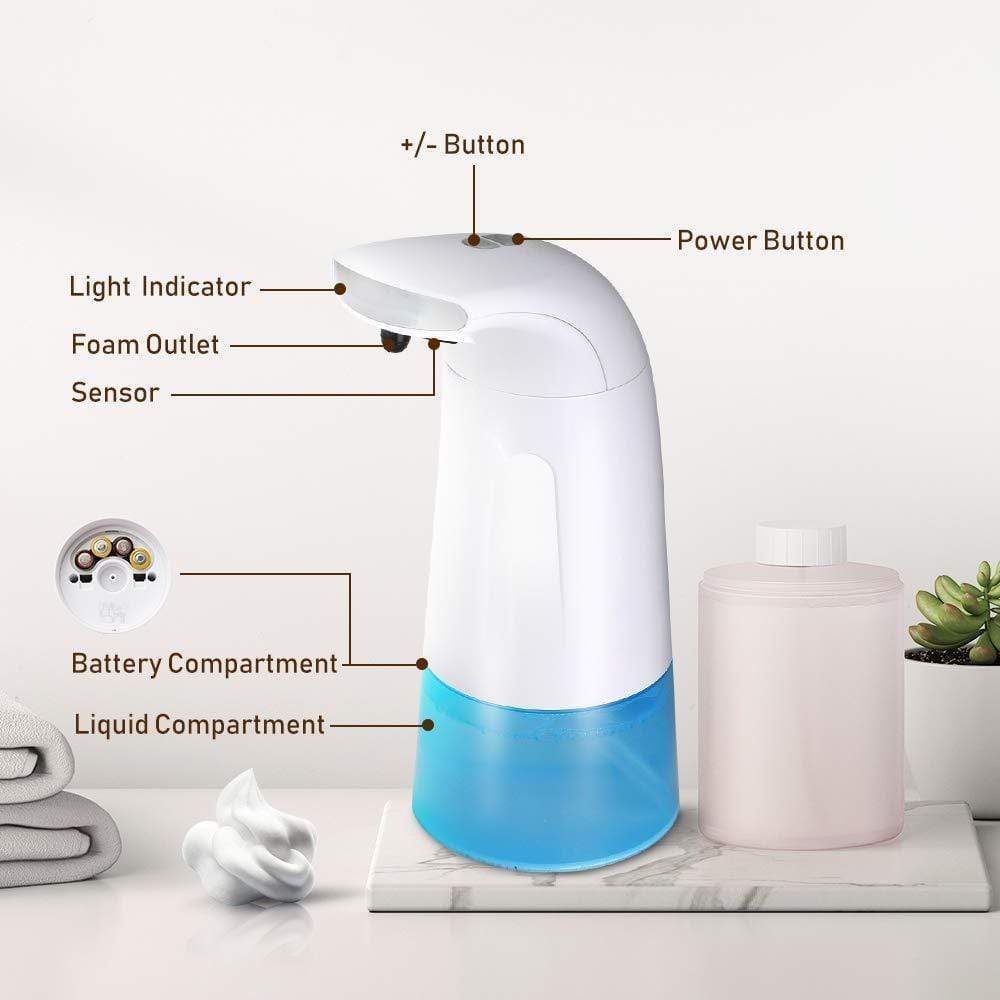 +/- Button
Power Button
Light Indicator
Foam Outlet
Sensor
Battery Compartment
Liquid Compartment